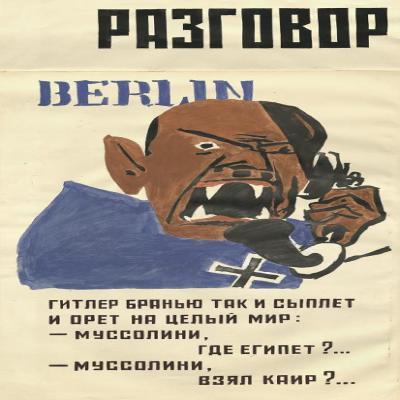 РАЗГОВОР
BERLIN
ГИТЛЕР БРАНЬЮ ТАК И СЫПЛЕТ
И ОРЕТ НА ЦЕЛЫЙ МИР:
— МУССОЛИНИ,
ГДЕ ЕГИПЕТ?...
— МУССОЛИНИ,
ВЗЯЛ КАИР?...